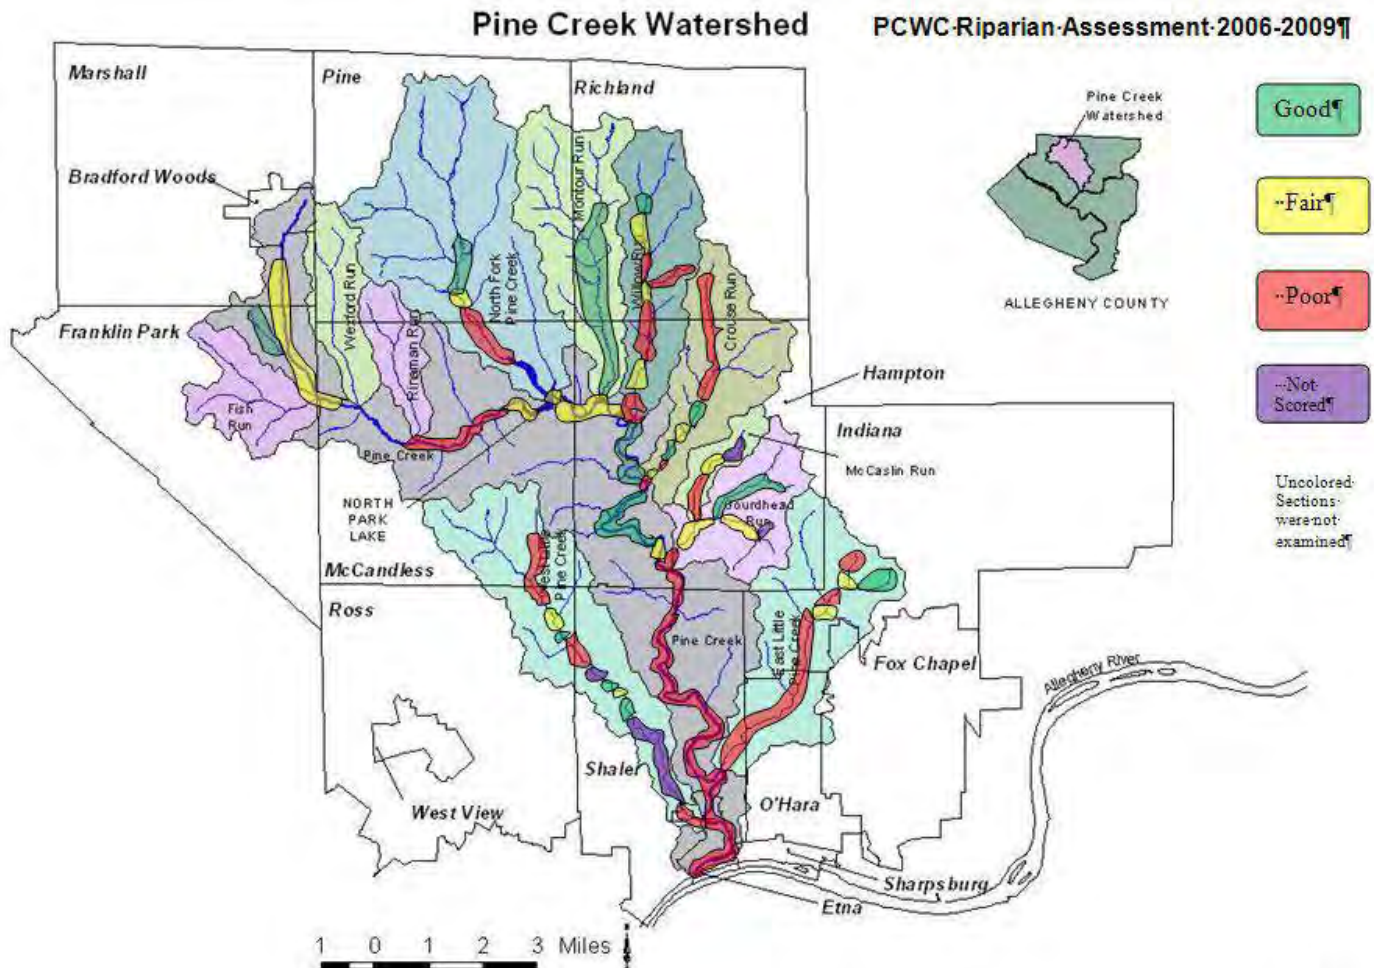 Pine Creek Watershed
PCWC·Riparian·Assessment·2006-2009¶
Marshall
Pine
Richland
Pine Creek
Watershed
Good¶
Bradford Woods
Montour Run
··Fair¶
Wexford Run
North Fork
Pine Creek
Willow Run
Crouse Run
ALLEGHENY COUNTY
··Poor¶
Franklin Park
Rinaman Run
Hampton
Fish
Run
Pine Creek
Indiana
McCaslin Run
···Not·
Scored¶
NORTH
PARK
LAKE
Gourdhead
Run
Uncolored·
Sections·
were·not·
examined¶
McCandless
West Little
Pine Creek
Ross
Pine Creek
East Little
Pine Creek
Fox Chapel
Allegheny River
Shaler
O'Hara
West View
Sharpsburg
Etna
1 0 1 2 3 Miles